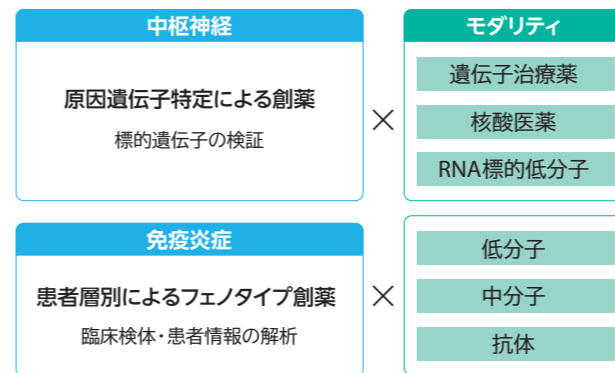 中枢神経
原因遺伝子特定による創薬
標的遺伝子の検証
×
モダリティ
遺伝子治療薬
核酸医薬
RNA標的低分子
免疫炎症
患者層別によるフェノタイプ創薬
臨床検体・患者情報の解析
×
低分子
中分子
抗体